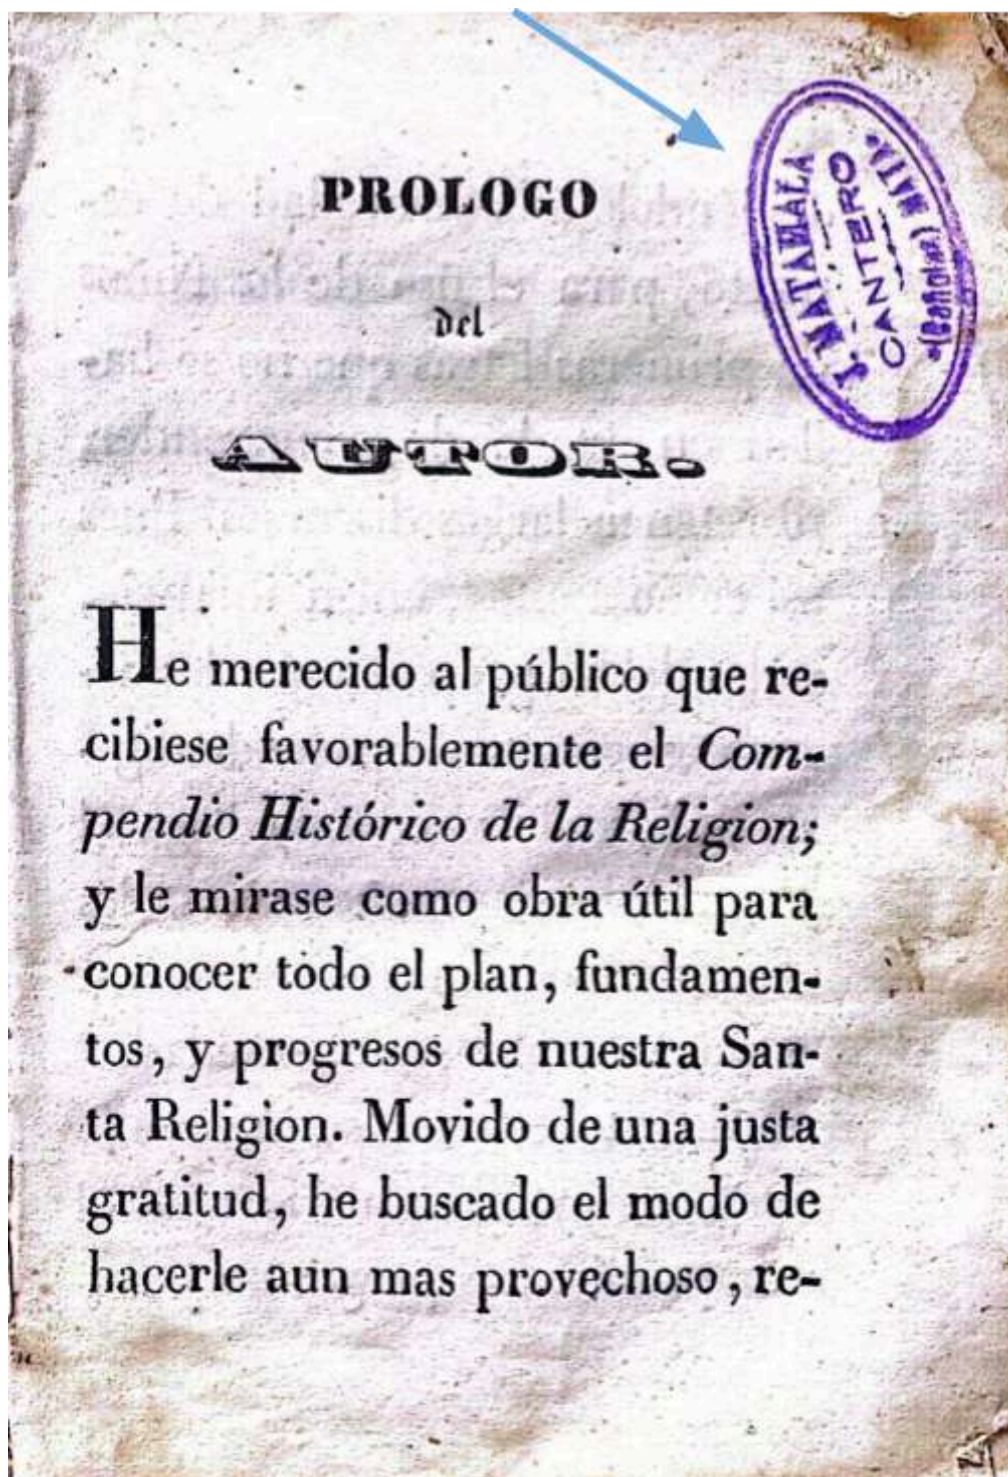 PROLOGO
del
AUTOR.
He merecido al público que re-
cibiese favorablemente el Com-
pendio Histórico de la Religion;
y le mirase como obra útil para
conocer todo el plan, fundamen-
tos, y progresos de nuestra San-
ta Religion. Movido de una justa
gratitud, he buscado el modo de
hacerle aun mas provechoso, re-
J. MATAMALA
CANTERO